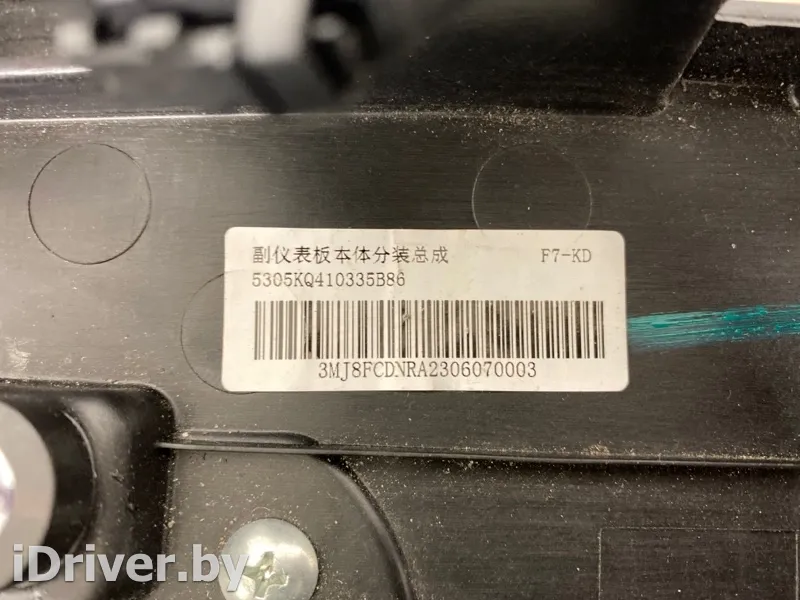 副仪表板本体分装总成 F7-KD
5305KQ410335B86
3MJ8FCDNRA2306070003
iDriver.by